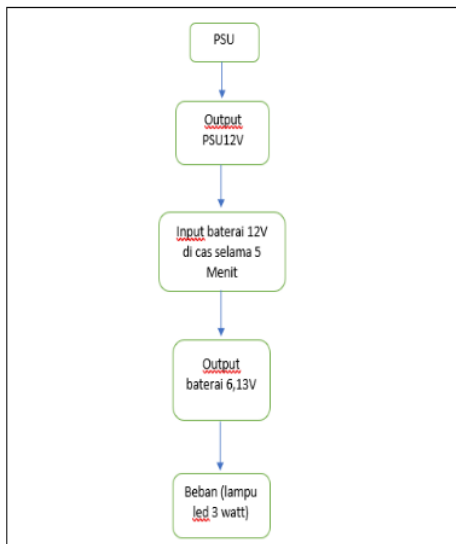 PSU
Output
PSU12V
Input baterai 12V
di cas selama 5
Menit
Output
baterai 6,13V
Beban (lampu
led 3 watt)